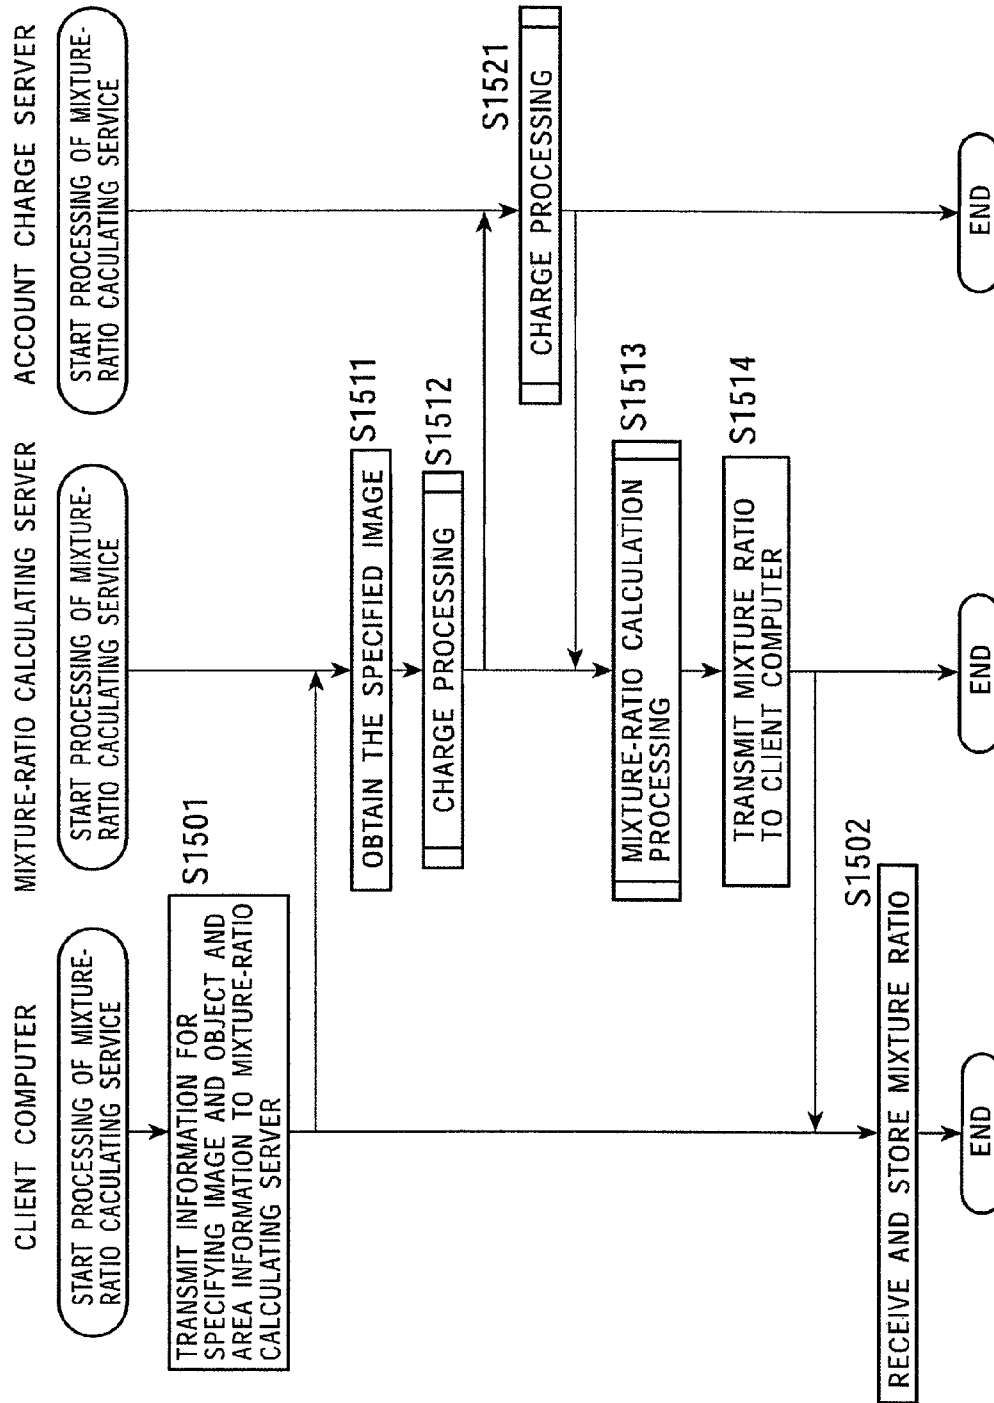 CLIENT COMPUTER
START PROCESSING OF MIXTURE-
RATIO CACULATING SERVICE
S1501
TRANSMIT INFORMATION FOR
SPECIFYING IMAGE AND OBJECT AND
AREA INFORMATION TO MIXTURE-RATIO
CALCULATING SERVER
S1502
RECEIVE AND STORE MIXTURE RATIO
END
MIXTURE-RATIO CALCULATING SERVER
START PROCESSING OF MIXTURE-
RATIO CACULATING SERVICE
S1511
OBTAIN THE SPECIFIED IMAGE
S1512
CHARGE PROCESSING
S1513
MIXTURE-RATIO CALCULATION
PROCESSING
S1514
TRANSMIT MIXTURE RATIO
TO CLIENT COMPUTER
END
ACCOUNT CHARGE SERVER
START PROCESSING OF MIXTURE-
RATIO CACULATING SERVICE
S1521
CHARGE PROCESSING
END